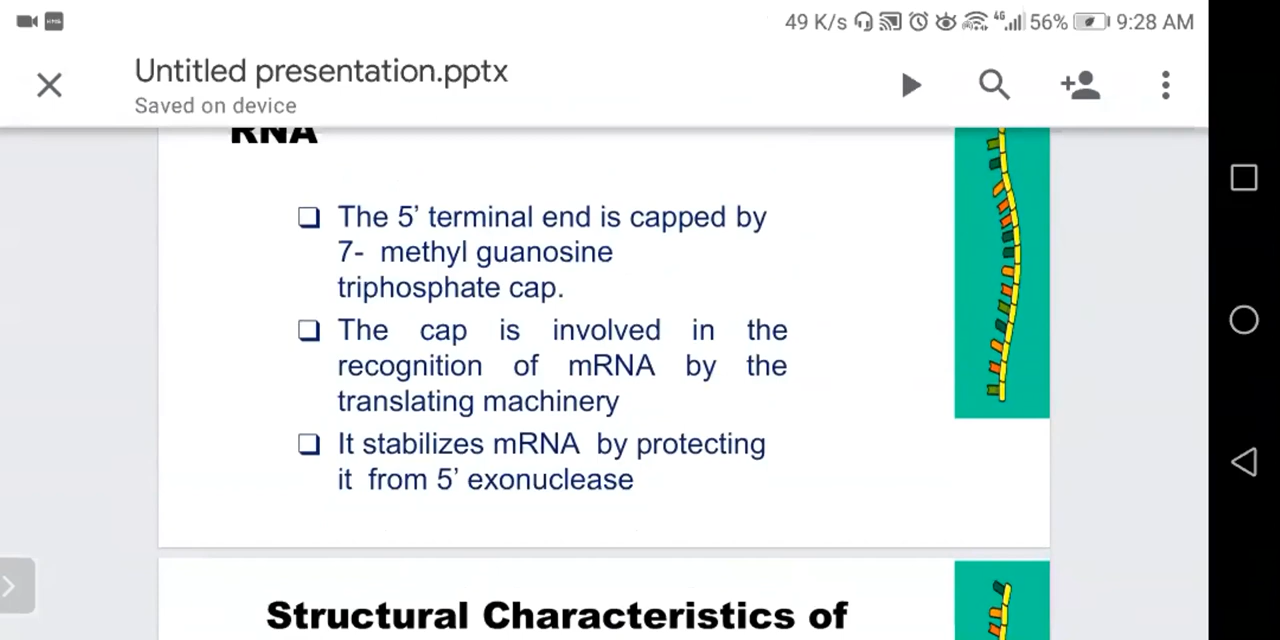 49 K/s 4G 56% 9:28 AM
Untitled presentation.pptx
Saved on device
RNA
❑ The 5’ terminal end is capped by
7- methyl guanosine
triphosphate cap.
❑ The cap is involved in the
recognition of mRNA by the
translating machinery
❑ It stabilizes mRNA by protecting
it from 5’ exonuclease
Structural Characteristics of